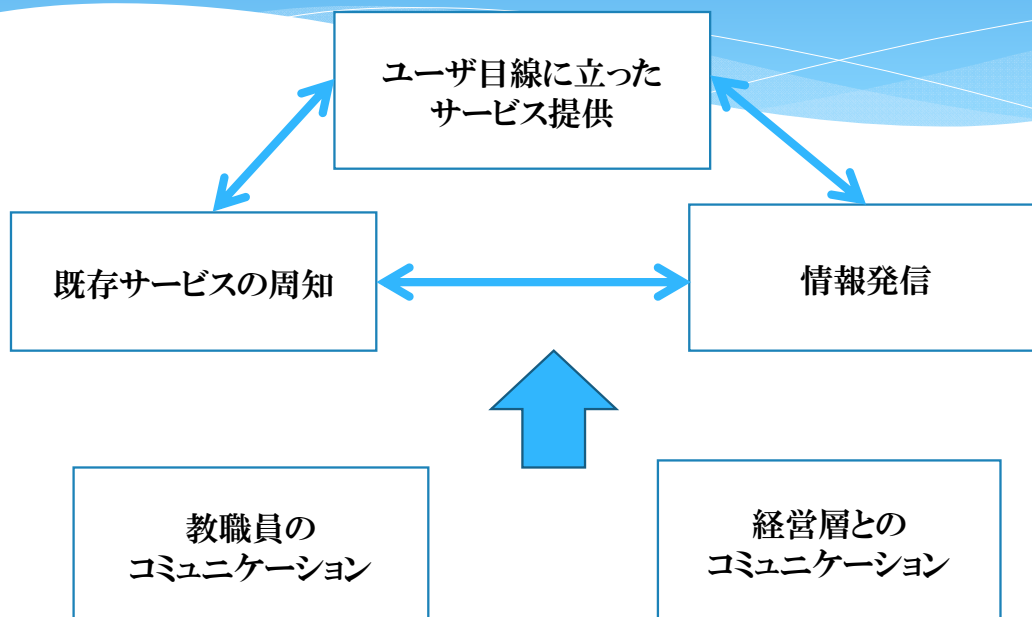 ユーザ目線に立った
サービス提供
既存サービスの周知
情報発信
教職員の
コミュニケーション
経営層との
コミュニケーション